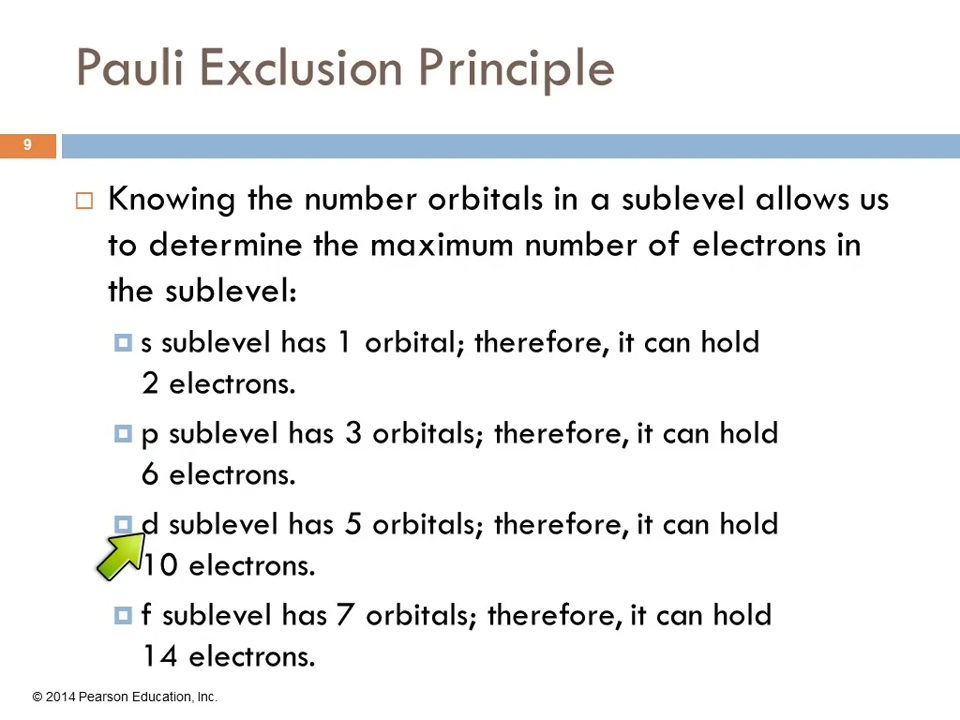 Pauli Exclusion Principle
9
Knowing the number orbitals in a sublevel allows us
to determine the maximum number of electrons in
the sublevel:
s sublevel has 1 orbital; therefore, it can hold
2 electrons.
p sublevel has 3 orbitals; therefore, it can hold
6 electrons.
d sublevel has 5 orbitals; therefore, it can hold
10 electrons.
f sublevel has 7 orbitals; therefore, it can hold
14 electrons.
© 2014 Pearson Education, Inc.